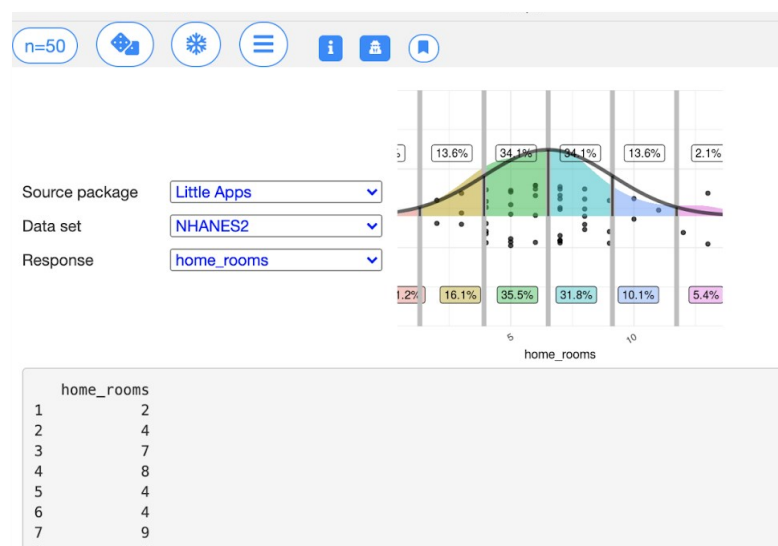 n=50
13.6% 34.1% 34.1% 13.6% 2.1%
Source package Little Apps
Data set NHANES2
Response home_rooms
1.2% 16.1% 35.5% 31.8% 10.1% 5.4%
5 10
home_rooms
home_rooms
1 2
2 4
3 7
4 8
5 4
6 4
7 9